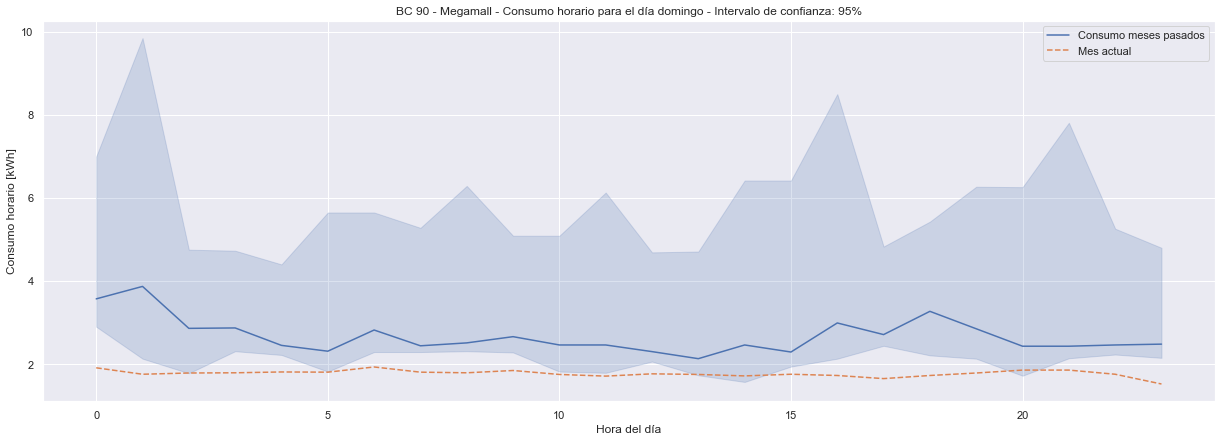 BC 90 - Megamall - Consumo horario para el día domingo - Intervalo de confianza: 95%
Consumo meses pasados
Mes actual
Consumo horario [kWh]
10
8
6
4
2
0
5
10
15
20
Hora del día